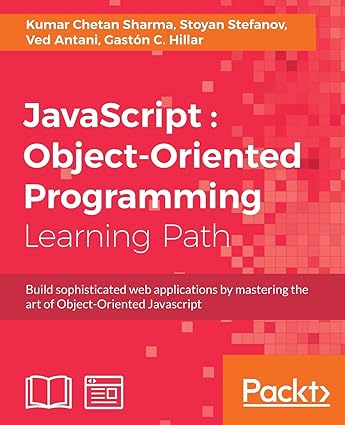 Kumar Chetan Sharma, Stoyan Stefanov,
Ved Antani, Gastón C. Hillar
JavaScript :
Object-Oriented
Programming
Learning Path
Build sophisticated web applications by mastering the
art of Object-Oriented Javascript
Packt>